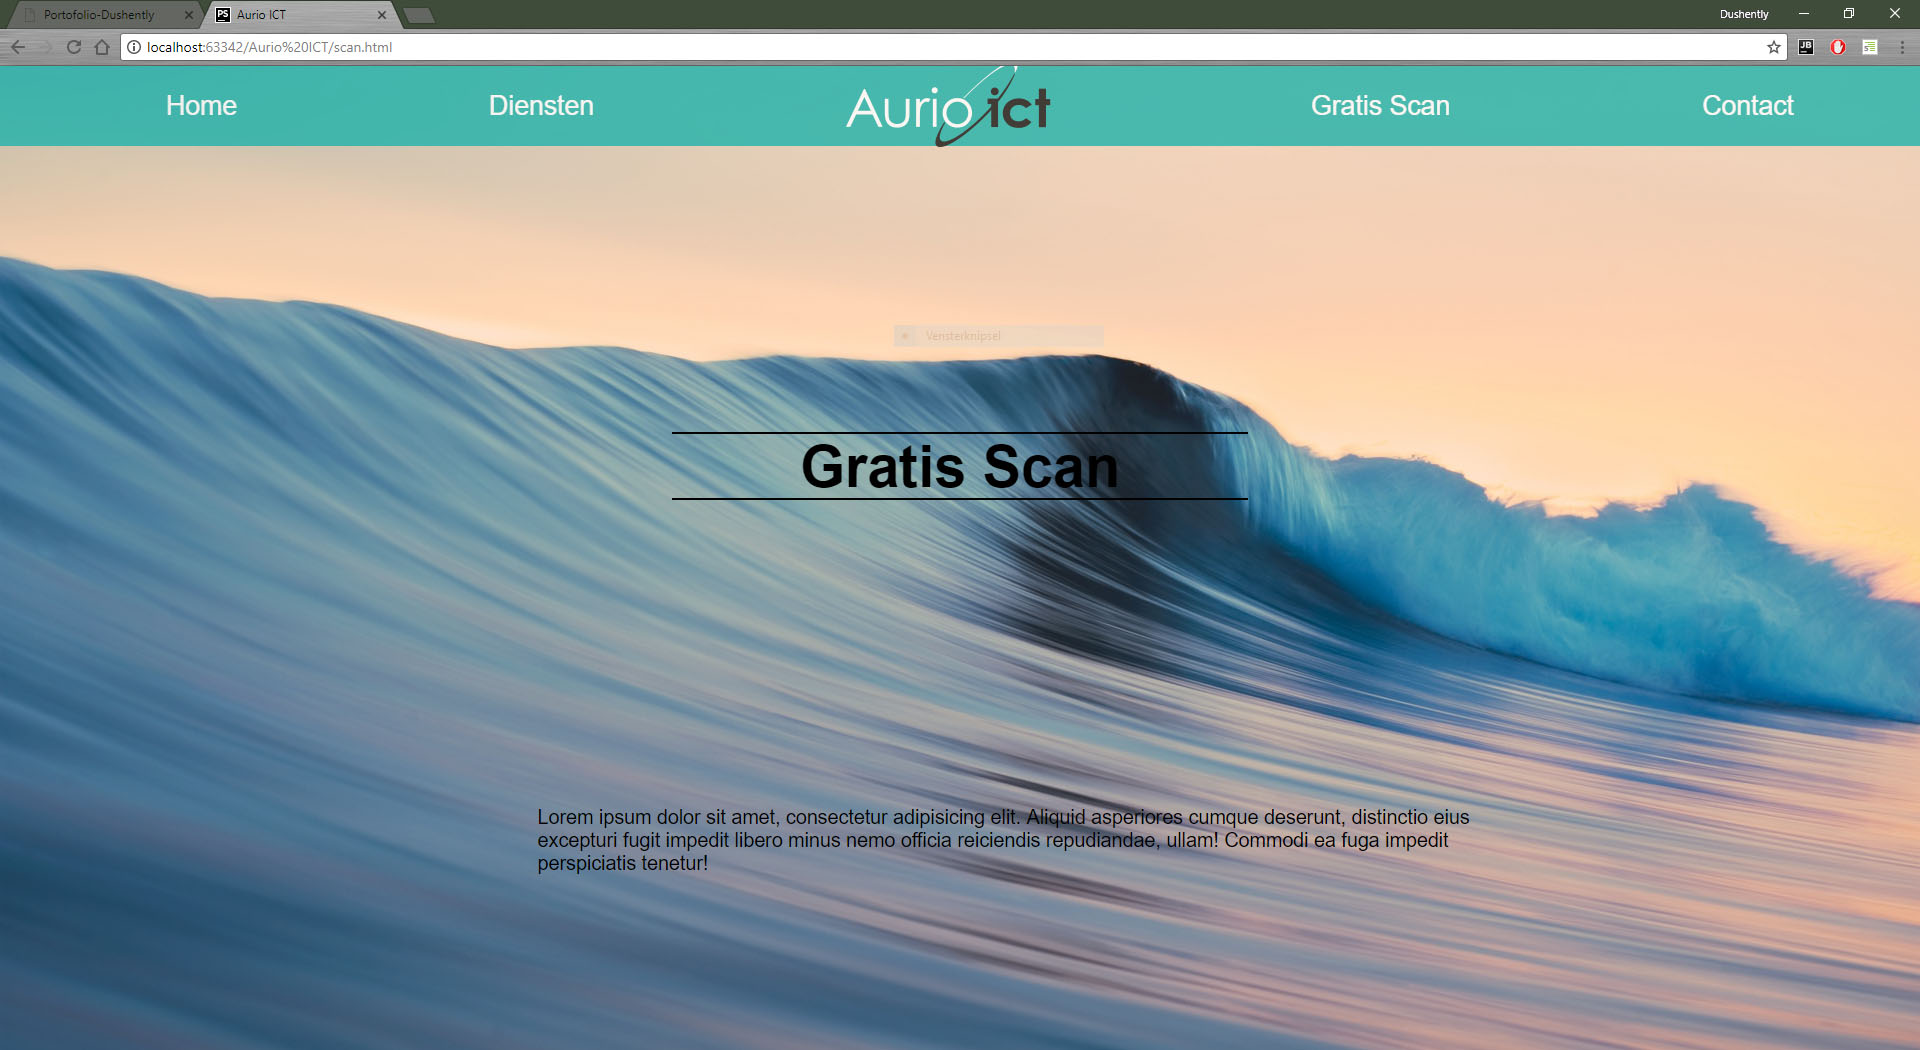 Portofolio-Dushently
PS Aurio ICT
Dushently
localhost:63342/Aurio%20ICT/scan.html
JB
Home
Diensten
Aurio ict
Gratis Scan
Contact
Vensterknipsel
Gratis Scan
Lorem ipsum dolor sit amet, consectetur adipisicing elit. Aliquid asperiores cumque deserunt, distinctio eius
excepturi fugit impedit libero minus nemo officia reiciendis repudiandae, ullam! Commodi ea fuga impedit
perspiciatis tenetur!